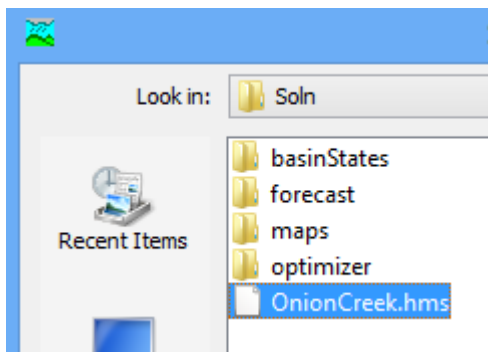 Look in:
Soln
basinStates
forecast
maps
optimizer
OnionCreek.hms
Recent Items